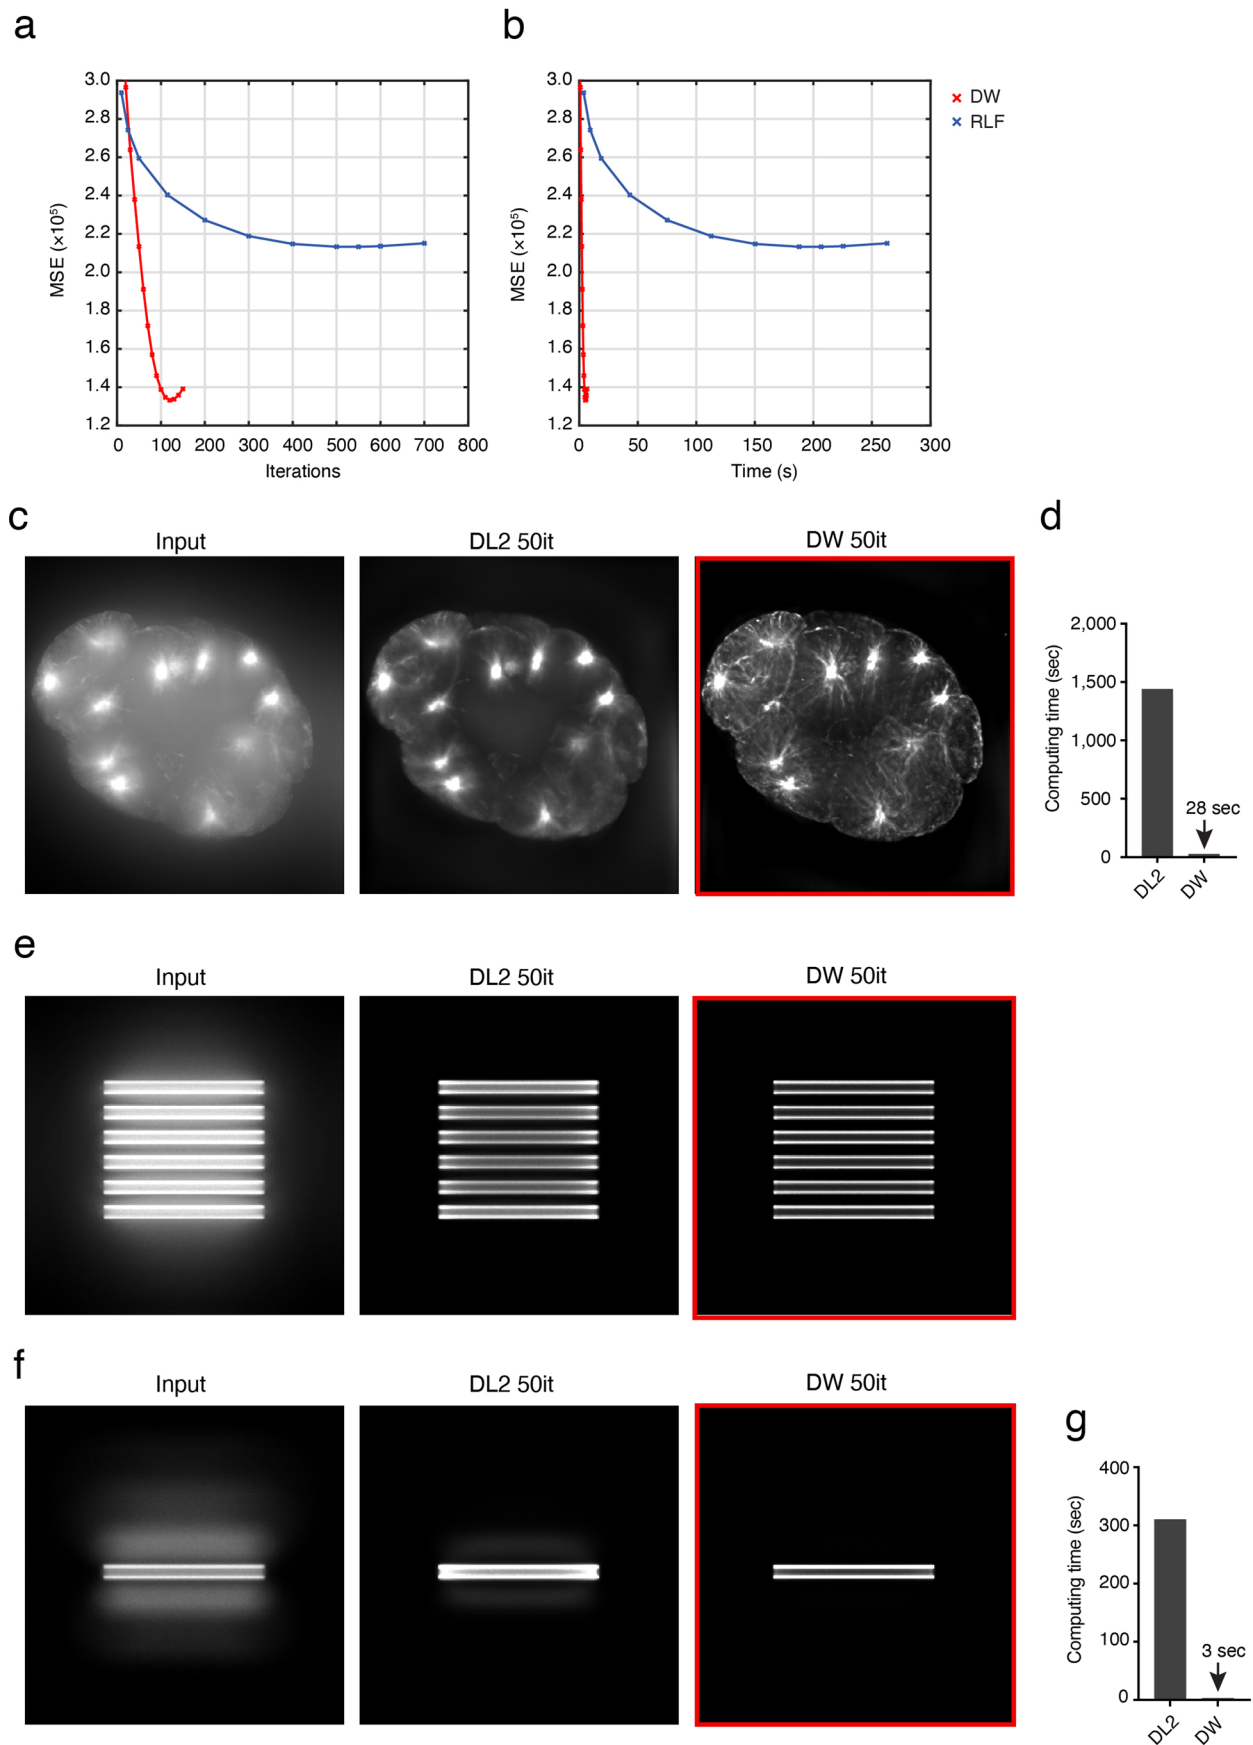 a
b
3.0
2.8
2.6
2.4
2.2
2.0
1.8
1.6
1.4
1.2
MSE (×10⁵)
0 100 200 300 400 500 600 700 800
Iterations
3.0
2.8
2.6
2.4
2.2
2.0
1.8
1.6
1.4
1.2
MSE (×10⁵)
0 50 100 150 200 250 300
Time (s)
DW
RLF
c
Input
DL2 50it
DW 50it
d
2,000
1,500
1,000
500
0
Computing time (sec)
28 sec
DL2
DW
e
Input
DL2 50it
DW 50it
f
Input
DL2 50it
DW 50it
g
400
300
200
100
0
Computing time (sec)
3 sec
DL2
DW